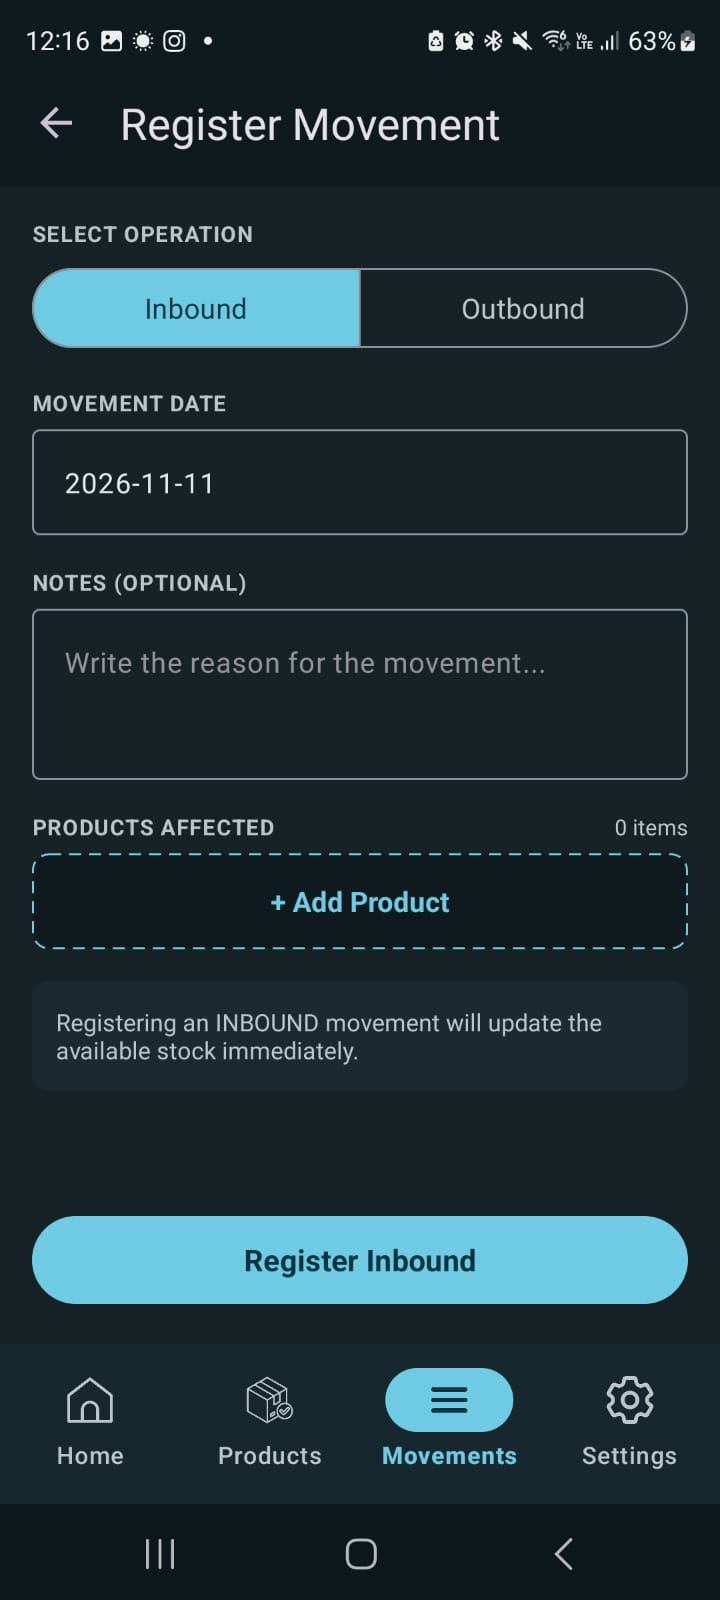 12:16
63%
Register Movement
SELECT OPERATION
Inbound Outbound
MOVEMENT DATE
2026-11-11
NOTES (OPTIONAL)
Write the reason for the movement...
PRODUCTS AFFECTED 0 items
+ Add Product
Registering an INBOUND movement will update the
available stock immediately.
Register Inbound
Home Products Movements Settings